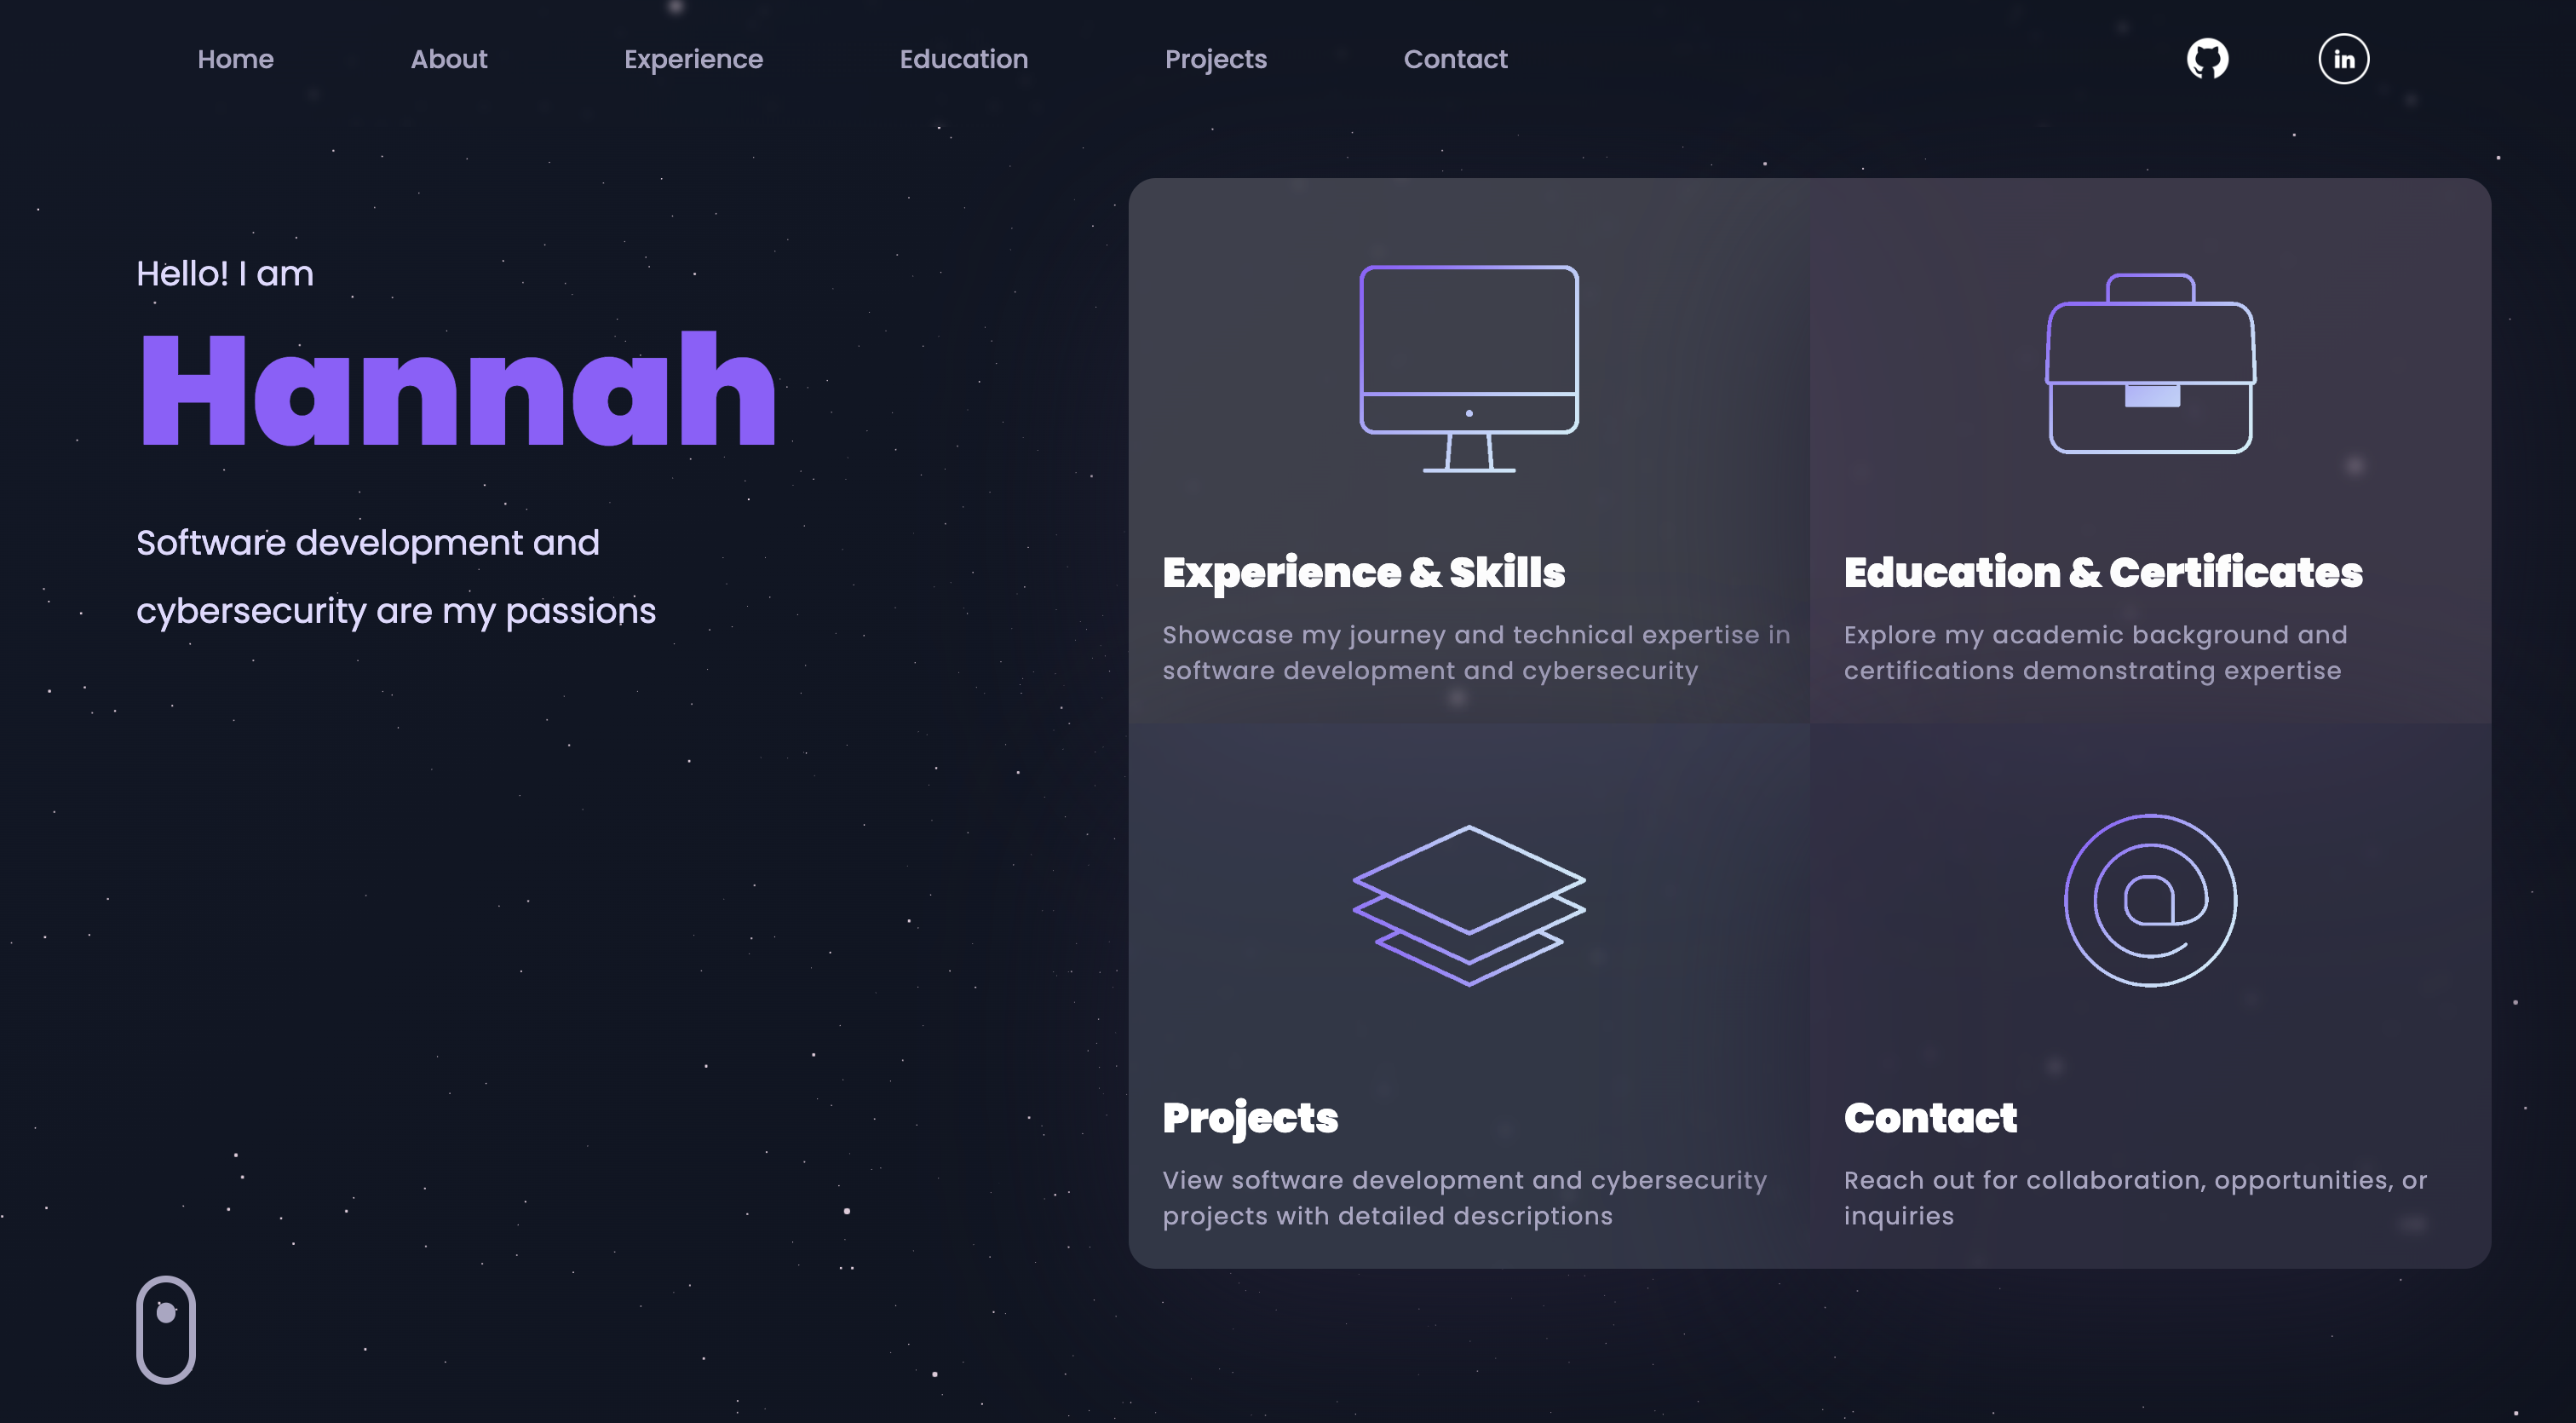 Home About Experience Education Projects Contact in
Hello! I am
Hannah
Software development and
cybersecurity are my passions
Experience & Skills
Showcase my journey and technical expertise in
software development and cybersecurity
Education & Certificates
Explore my academic background and
certifications demonstrating expertise
Projects
View software development and cybersecurity
projects with detailed descriptions
Contact
Reach out for collaboration, opportunities, or
inquiries